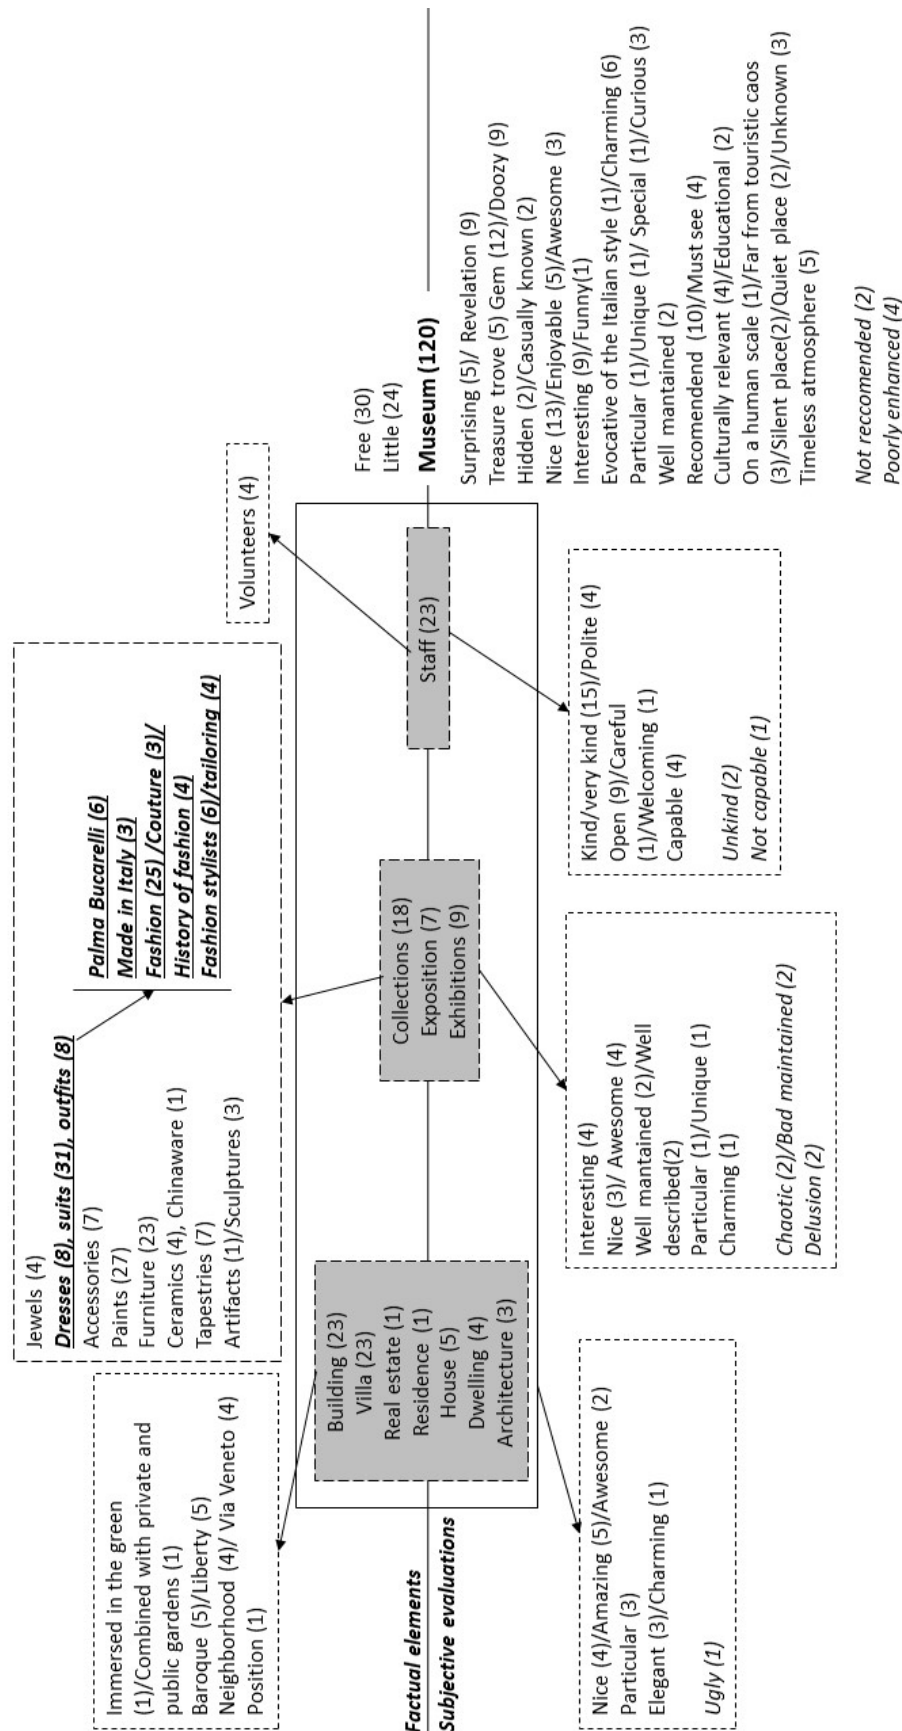 Immersed in the green
(1)/Combined with private and
public gardens (1)
Baroque (5)/Liberty (5)
Neighborhood (4)/ Via Veneto (4)
Position (1)
Jewels (4)
Dresses (8), suits (31), outfits (8)
Accessories (7)
Paints (27)
Furniture (23)
Ceramics (4), Chinaware (1)
Tapestries (7)
Artifacts (1)/Sculptures (3)
Palma Bucarelli (6)
Made in Italy (3)
Fashion (25) /Couture (3)/
History of fashion (4)
Fashion stylists (6)/tailoring (4)
Volunteers (4)
Free (30)
Little (24)
Museum (120)
Factual elements
Subjective evaluations
Building (23)
Villa (23)
Real estate (1)
Residence (1)
House (5)
Dwelling (4)
Architecture (3)
Collections (18)
Exposition (7)
Exhibitions (9)
Staff (23)
Nice (4)/Amazing (5)/Awesome (2)
Particular (3)
Elegant (3)/Charming (1)
Ugly (1)
Interesting (4)
Nice (3)/ Awesome (4)
Well mantained (2)/Well
described(2)
Particular (1)/Unique (1)
Charming (1)
Chaotic (2)/Bad maintained (2)
Delusion (2)
Kind/very kind (15)/Polite (4)
Open (9)/Careful
(1)/Welcoming (1)
Capable (4)
Unkind (2)
Not capable (1)
Surprising (5)/ Revelation (9)
Treasure trove (5) Gem (12)/Doozy (9)
Hidden (2)/Casually known (2)
Nice (13)/Enjoyable (5)/Awesome (3)
Interesting (9)/Funny(1)
Evocative of the Italian style (1)/Charming (6)
Particular (1)/Unique (1)/ Special (1)/Curious (3)
Well mantained (2)
Recomendend (10)/Must see (4)
Culturally relevant (4)/Educational (2)
On a human scale (1)/Far from touristic caos
(3)/Silent place(2)/Quiet place (2)/Unknown (3)
Timeless atmosphere (5)
Not reccomended (2)
Poorly enhanced (4)